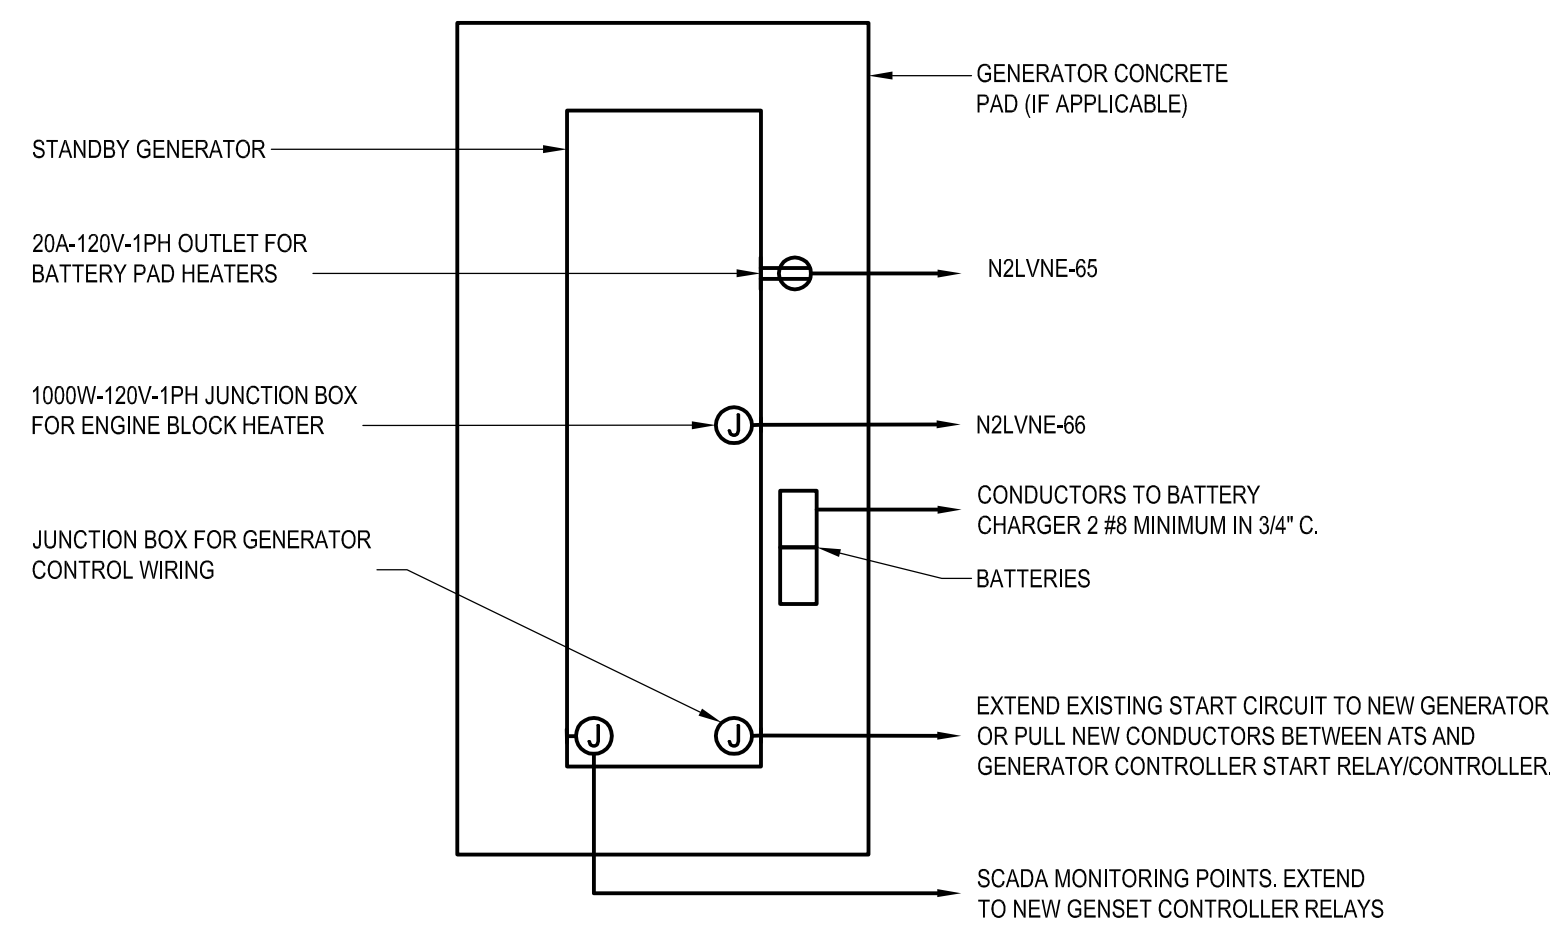 GENERATOR CONCRETE
PAD (IF APPLICABLE)
STANDBY GENERATOR
20A-120V-1PH OUTLET FOR
BATTERY PAD HEATERS
N2LVNE-65
1000W-120V-1PH JUNCTION BOX
FOR ENGINE BLOCK HEATER
J
N2LVNE-66
CONDUCTORS TO BATTERY
CHARGER 2 #8 MINIMUM IN 3/4" C.
BATTERIES
JUNCTION BOX FOR GENERATOR
CONTROL WIRING
J
J
EXTEND EXISTING START CIRCUIT TO NEW GENERATOR
OR PULL NEW CONDUCTORS BETWEEN ATS AND
GENERATOR CONTROLLER START RELAY/CONTROLLER.
SCADA MONITORING POINTS. EXTEND
TO NEW GENSET CONTROLLER RELAYS